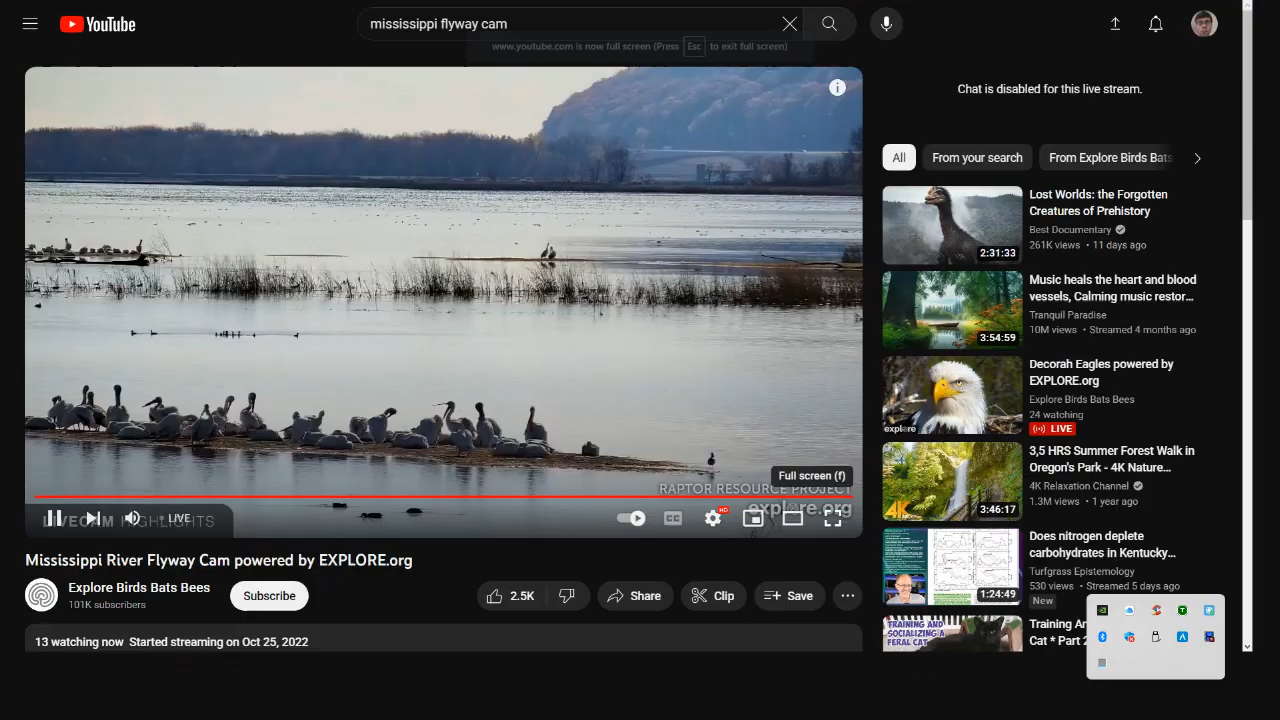 YouTube
mississippi flyway cam
www.youtube.com is now full screen (Press Esc to exit full screen)
Chat is disabled for this live stream.
All
From your search
From Explore Birds Bats
Lost Worlds: the Forgotten
Creatures of Prehistory
Best Documentary
261K views • 11 days ago
2:31:33
Music heals the heart and blood
vessels, Calming music restor...
Tranquil Paradise
10M views • Streamed 4 months ago
3:54:59
Decorah Eagles powered by
EXPLORE.org
Explore Birds Bats Bees
24 watching
LIVE
explore
3,5 HRS Summer Forest Walk in
Oregon's Park - 4K Nature...
4K Relaxation Channel
1.3M views • 1 year ago
4K
3:46:17
Does nitrogen deplete
carbohydrates in Kentucky...
Turfgrass Epistemology
530 views • Streamed 5 days ago
New
1:24:49
TRAINING AND
SOCIALIZING A
FERAL CAT
Cat * Part 2
Full screen (f)
RAPTOR RESOURCE PROJECT
explore.org
LIVECAM HIGHLIGHTS
LIVE
HD
Mississippi River Flyway Cam powered by EXPLORE.org
Explore Birds Bats Bees
101K subscribers
Subscribe
2.5K
Share
Clip
Save
13 watching now Started streaming on Oct 25, 2022